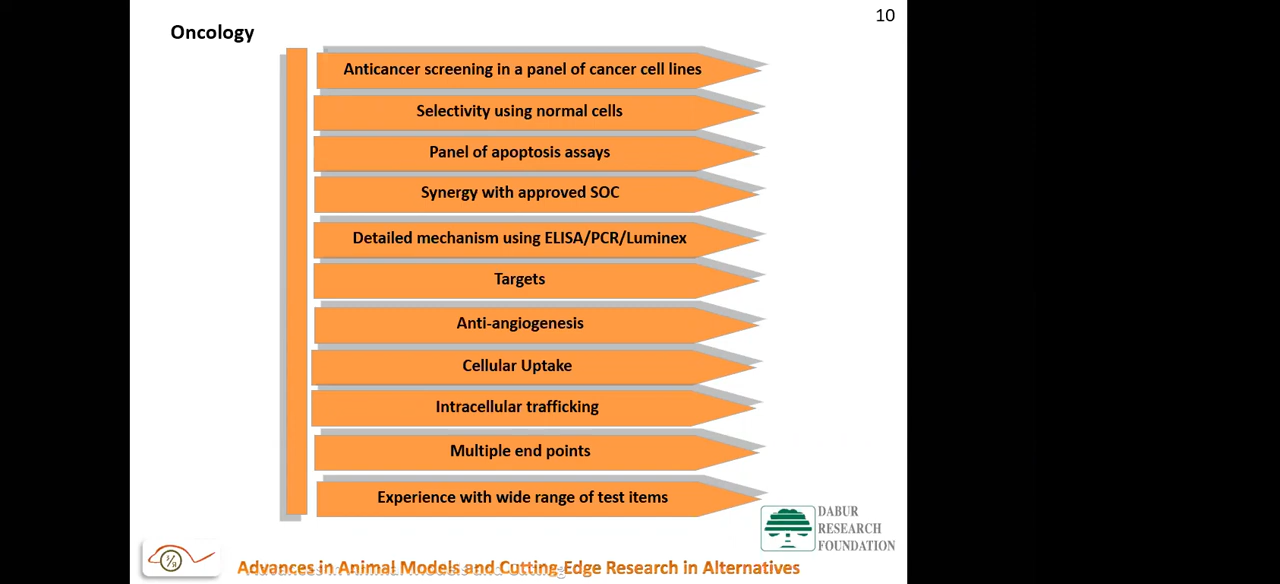 10
Oncology
Anticancer screening in a panel of cancer cell lines
Selectivity using normal cells
Panel of apoptosis assays
Synergy with approved SOC
Detailed mechanism using ELISA/PCR/Luminex
Targets
Anti-angiogenesis
Cellular Uptake
Intracellular trafficking
Multiple end points
Experience with wide range of test items
DABUR
RESEARCH
FOUNDATION
Advances in Animal Models and Cutting-Edge Research in Alternatives